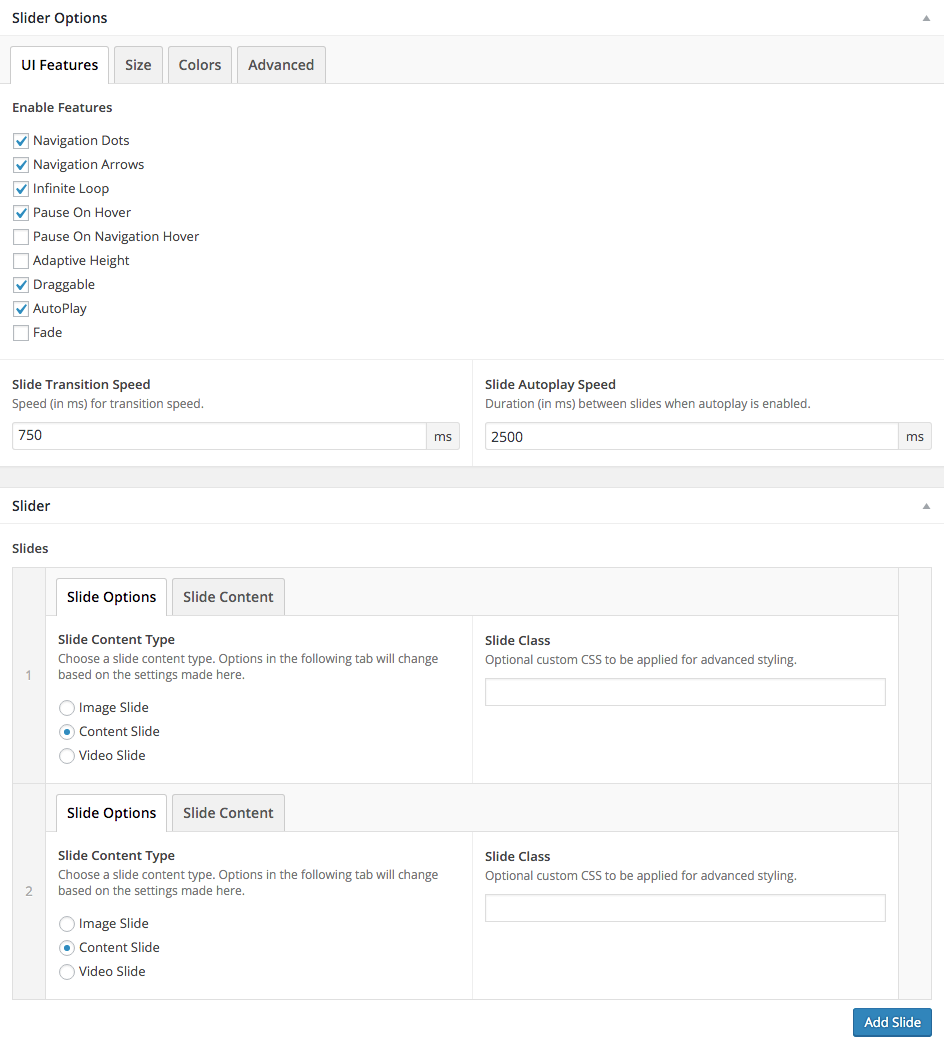 Slider Options
UI Features Size Colors Advanced
Enable Features
Navigation Dots
Navigation Arrows
Infinite Loop
Pause On Hover
Pause On Navigation Hover
Adaptive Height
Draggable
AutoPlay
Fade
Slide Transition Speed
Speed (in ms) for transition speed.
750 ms
Slide Autoplay Speed
Duration (in ms) between slides when autoplay is enabled.
2500 ms
Slider
Slides
1
Slide Options Slide Content
Slide Content Type
Choose a slide content type. Options in the following tab will change
based on the settings made here.
Image Slide
Content Slide
Video Slide
Slide Class
Optional custom CSS to be applied for advanced styling.
2
Slide Options Slide Content
Slide Content Type
Choose a slide content type. Options in the following tab will change
based on the settings made here.
Image Slide
Content Slide
Video Slide
Slide Class
Optional custom CSS to be applied for advanced styling.
Add Slide